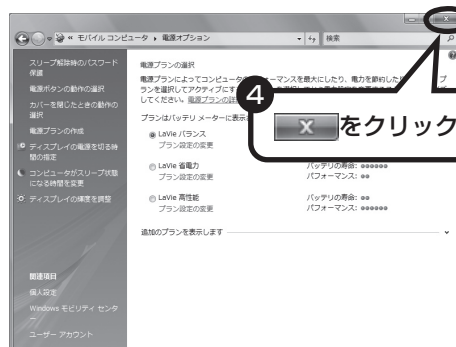 « モバイル コンピュータ ▸ 電源オプション
検索
スリープ解除時のパスワード
保護
電源ボタンの動作の選択
カバーを閉じたときの動作の
選択
電源プランの作成
ディスプレイの電源を切る時
間の指定
コンピュータがスリープ状態
になる時間を変更
ディスプレイの輝度を調整
関連項目
個人設定
Windows モビリティ センタ
ー
ユーザー アカウント
電源プランの選択
電源プランによってコンピュータの
ーマンスを最大にしたり、電力を節約した
プ
ランを選択してアクティブにす
してください。電源プランの詳
プランはバッテリ メーターに表示
LaVie バランス
プラン設定の変更
LaVie 省電力
プラン設定の変更
バッテリの寿命:
パフォーマンス:
LaVie 高性能
プラン設定の変更
バッテリの寿命:
パフォーマンス:
追加のプランを表示します
4
x をクリック